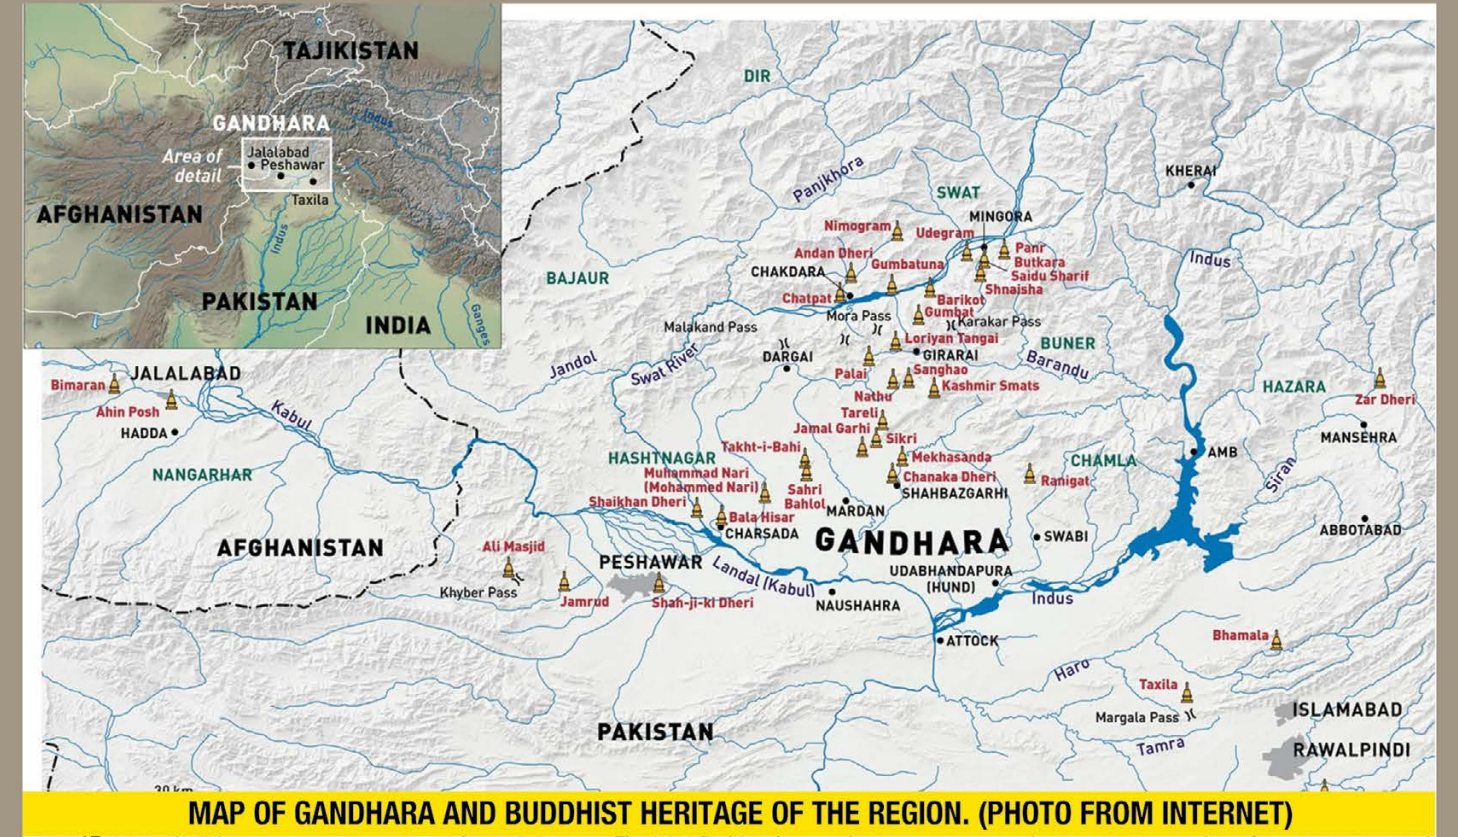 TAJIKISTAN
GANDHARA
Indus
Area of
detail
Jalalabad
Peshawar
Taxila
AFGHANISTAN
Indus
PAKISTAN
INDIA
Ganges
DIR
Panjkhora
KHERAI
SWAT
MINGORA
Nimogram
Udegram
Panr
Butkara
Saidu Sharif
Shnaisha
Andan Dheri
Gumbatuna
CHAKDARA
Indus
BAJAUR
Chatpat
Barikot
Mora Pass
Gumbat
Karakar Pass
Malakand Pass
Loriyan Tangai
BUNER
DARGAI
GIRARAI
Barandu
Jandol
Swat River
Palai
Sanghao
Kashmir Smats
Nathu
HAZARA
Zar Dheri
JALALABAD
Bimaran
Ahin Posh
Kabul
HADDA
Tareli
Jamal Garhi
Sikri
MANSEHRA
NANGARHAR
HASHTNAGAR
Takht-i-Bahi
Mekhasanda
CHAMLA
AMB
Siran
Muhammad Nari
(Mohammed Nari)
Sahri
Bahlol
Chanaka Dheri
SHAHBAZGARHI
Ranigat
Shaikhan Dheri
Bala Hisar
CHARSADA
MARDAN
ABBOTABAD
AFGHANISTAN
GANDHARA
SWABI
Ali Masjid
PESHAWAR
Landal (Kabul)
UDABHANDAPURA
(HUND)
Khyber Pass
Jamrud
Shah-ji-ki Dheri
NAUSHAHRA
Indus
ATTOCK
Bhamala
Haro
Taxila
Margala Pass
ISLAMABAD
PAKISTAN
Tamra
RAWALPINDI
30 km
MAP OF GANDHARA AND BUDDHIST HERITAGE OF THE REGION. (PHOTO FROM INTERNET)